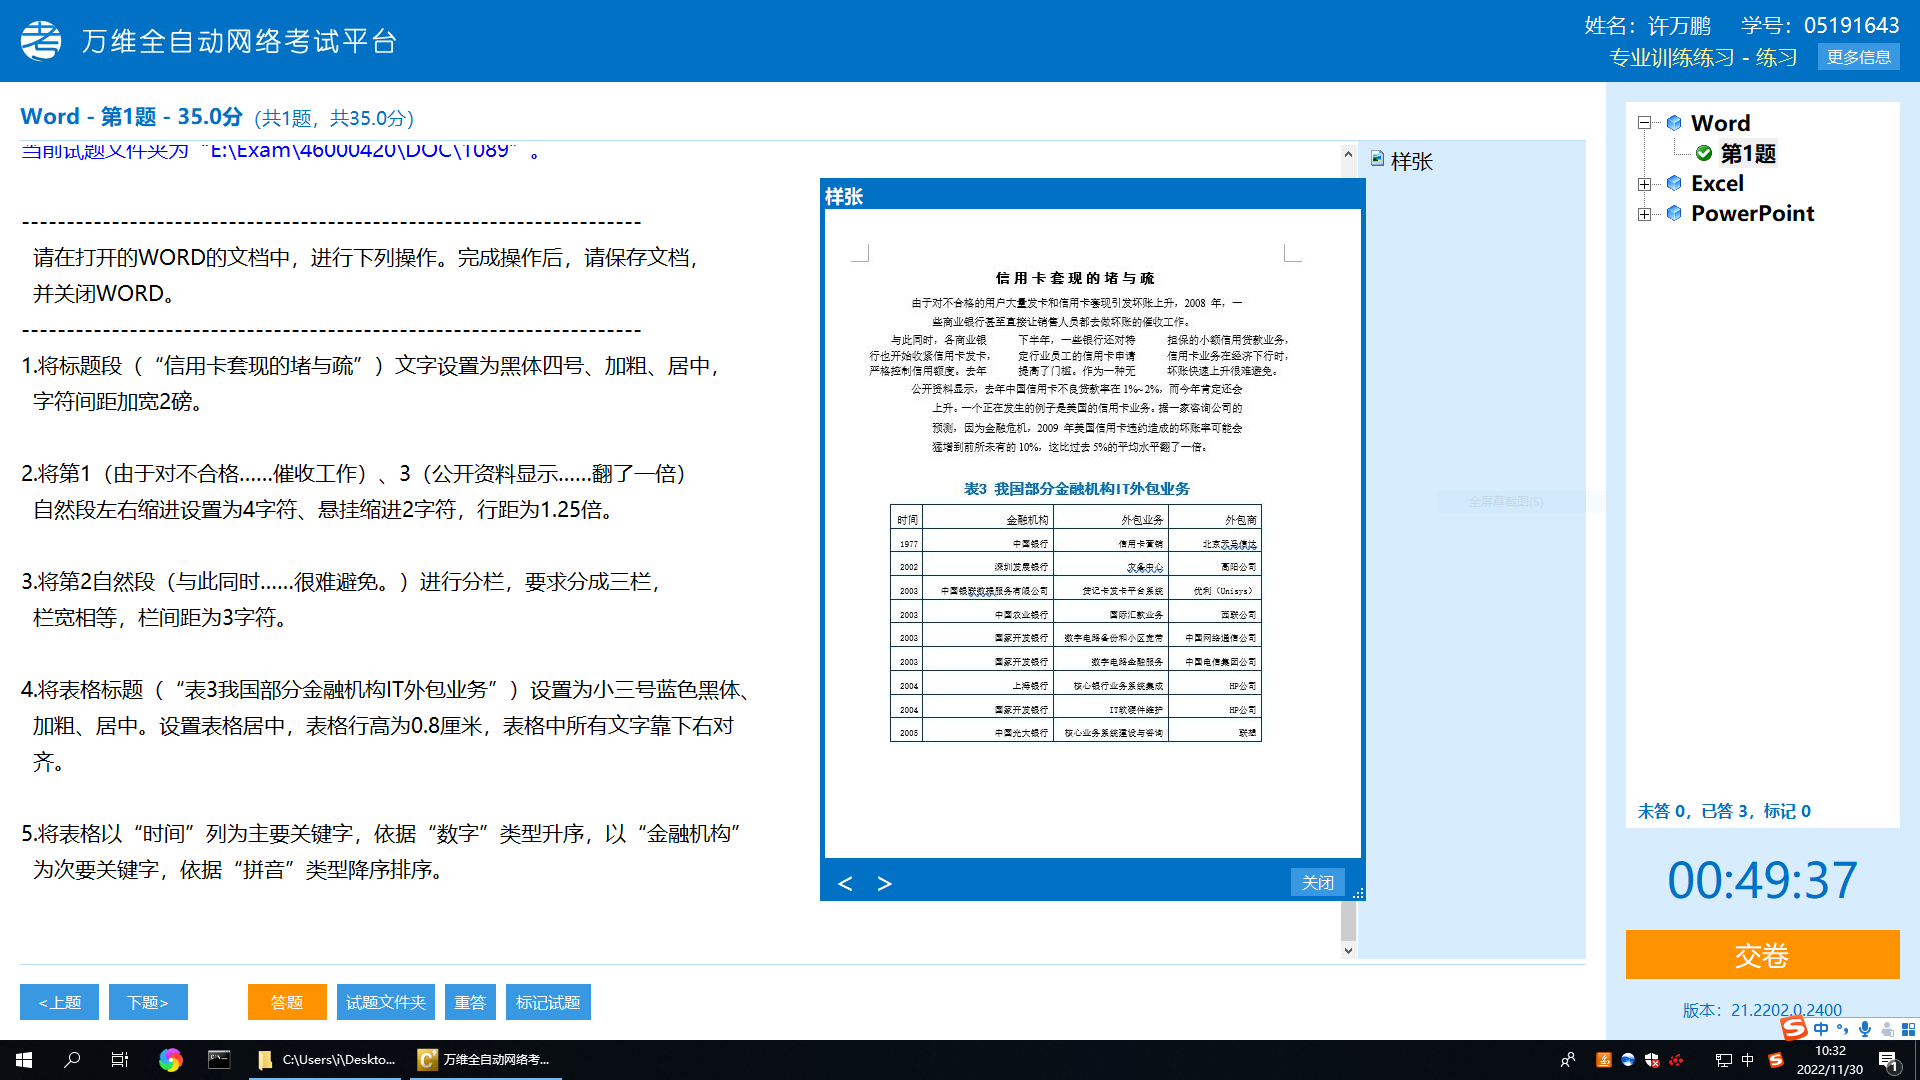 万维全自动网络考试平台
姓名：许万鹏 学号：05191643
专业训练练习 - 练习 更多信息
Word - 第1题 - 35.0分 (共1题，共35.0分)
当前试题文件夹为“E:\Exam\46000420\DOC\1089”。
---------------------------------------------------------------------
请在打开的WORD的文档中，进行下列操作。完成操作后，请保存文档，
并关闭WORD。
---------------------------------------------------------------------
1.将标题段（“信用卡套现的堵与疏”）文字设置为黑体四号、加粗、居中，
字符间距加宽2磅。
2.将第1（由于对不合格……催收工作）、3（公开资料显示……翻了一倍）
自然段左右缩进设置为4字符、悬挂缩进2字符，行距为1.25倍。
3.将第2自然段（与此同时……很难避免。）进行分栏，要求分成三栏，
栏宽相等，栏间距为3字符。
4.将表格标题（“表3我国部分金融机构IT外包业务”）设置为小三号蓝色黑体、
加粗、居中。设置表格居中，表格行高为0.8厘米，表格中所有文字靠下右对
齐。
5.将表格以“时间”列为主要关键字，依据“数字”类型升序，以“金融机构”
为次要关键字，依据“拼音”类型降序排序。
样张
信用卡套现的堵与疏
由于对不合格的用户大量发卡和信用卡套现引发坏账上升，2008 年，一
些商业银行甚至直接让销售人员都去做坏账的催收工作。
与此同时，各商业银
行也开始收紧信用卡发卡，
严格控制信用额度。去年
下半年，一些银行还对特
定行业员工的信用卡申请
提高了门槛。作为一种无
担保的小额信用贷款业务，
信用卡业务在经济下行时，
坏账快速上升很难避免。
公开资料显示，去年中国信用卡不良贷款率在1%~2%，而今年肯定还会
上升。一个正在发生的例子是美国的信用卡业务。据一家咨询公司的
预测，因为金融危机，2009 年美国信用卡违约造成的坏账率可能会
猛增到前所未有的10%，这比过去5%的平均水平翻了一倍。
表3 我国部分金融机构IT外包业务
时间 金融机构 外包业务 外包商
1977 中国银行 信用卡营销 北京天马信达
2002 深圳发展银行 灾备中心 高阳公司
2003 中国银联数据服务有限公司 贷记卡发卡平台系统 优利（Unisys）
2003 中国农业银行 国际汇款业务 西联公司
2003 国家开发银行 数字电路备份和小区宽带 中国网络通信公司
2003 国家开发银行 数字电路金融服务 中国电信集团公司
2004 上海银行 核心银行业务系统集成 HP公司
2004 国家开发银行 IT软硬件维护 HP公司
2005 中国光大银行 核心业务系统建设与咨询 联想
< > 关闭
样张
全屏幕截图(S)
Word
第1题
Excel
PowerPoint
未答 0，已答 3，标记 0
00:49:37
交卷
版本：21.2202.0.2400
<上题 下题> 答题 试题文件夹 重答 标记试题
中
C:\Users\i\Deskto...
万维全自动网络考...
中
10:32
2022/11/30
1